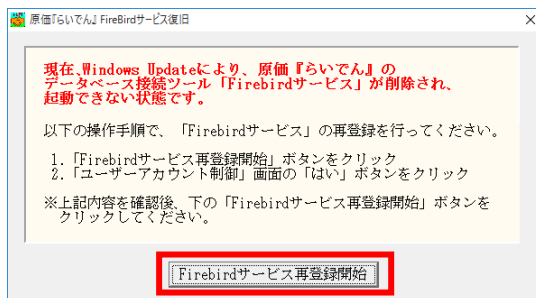 原価『らいでん』 FireBirdサービス復旧
現在、Windows Updateにより、原価『らいでん』の
データベース接続ツール「Firebirdサービス」が削除され、
起動できない状態です。
以下の操作手順で、「Firebirdサービス」の再登録を行ってください。
1.「Firebirdサービス再登録開始」ボタンをクリック
2.「ユーザーアカウント制御」画面の「はい」ボタンをクリック
※上記内容を確認後、下の「Firebirdサービス再登録開始」ボタンを
クリックしてください。
Firebirdサービス再登録開始